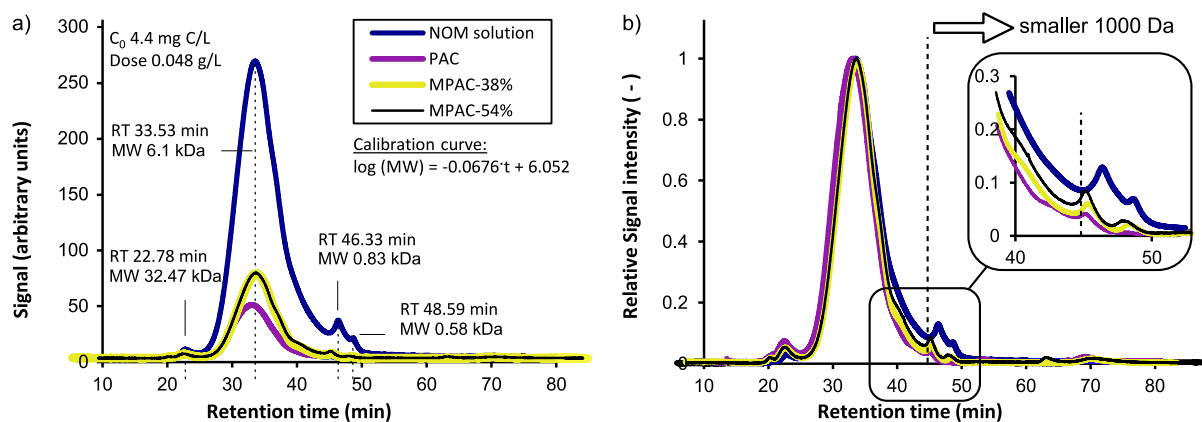 a)
300
250
200
150
100
50
0
Signal (arbitrary units)
10 20 30 40 50 60 70 80
Retention time (min)
C0 4.4 mg C/L
Dose 0.048 g/L
RT 33.53 min
MW 6.1 kDa
RT 22.78 min
MW 32.47 kDa
RT 46.33 min
MW 0.83 kDa
RT 48.59 min
MW 0.58 kDa
NOM solution
PAC
MPAC-38%
MPAC-54%
Calibration curve:
log (MW) = -0.0676·t + 6.052
b)
smaller 1000 Da
1
0.8
0.6
0.4
0.2
0
Relative Signal intensity ( - )
10 20 30 40 50 60 70 80
Retention time (min)
0.3
0.2
0.1
0
40 50